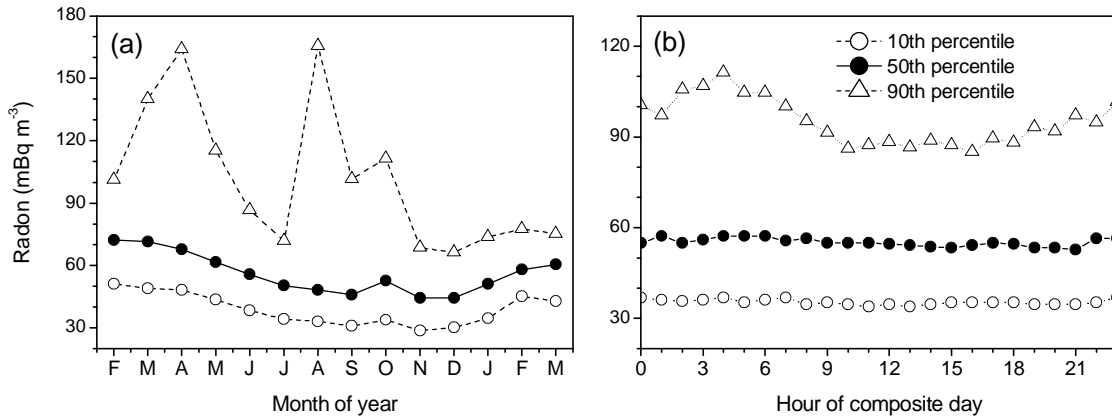 180
150
120
90
60
30
Radon (mBq m-3)
(a)
F M A M J J A S O N D J F M
Month of year
(b)
10th percentile
50th percentile
90th percentile
120
90
60
30
0 3 6 9 12 15 18 21
Hour of composite day